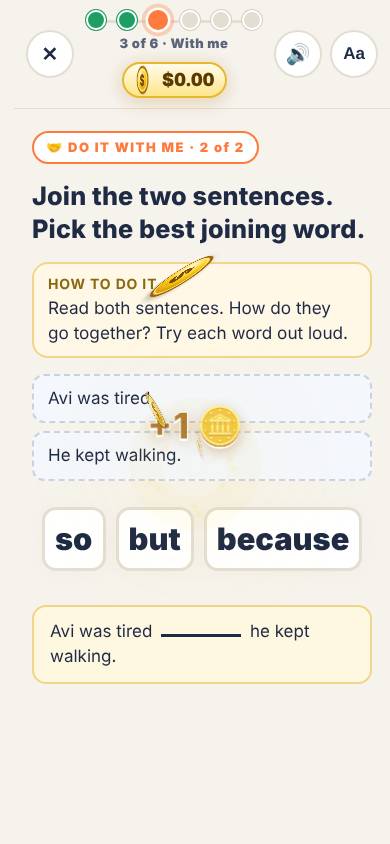 3 of 6 · With me
✕
$0.00
Aa
DO IT WITH ME · 2 of 2
Join the two sentences.
Pick the best joining word.
HOW TO DO IT
Read both sentences. How do they
go together? Try each word out loud.
Avi was tired.
+1
He kept walking.
so
but
because
Avi was tired ________ he kept
walking.